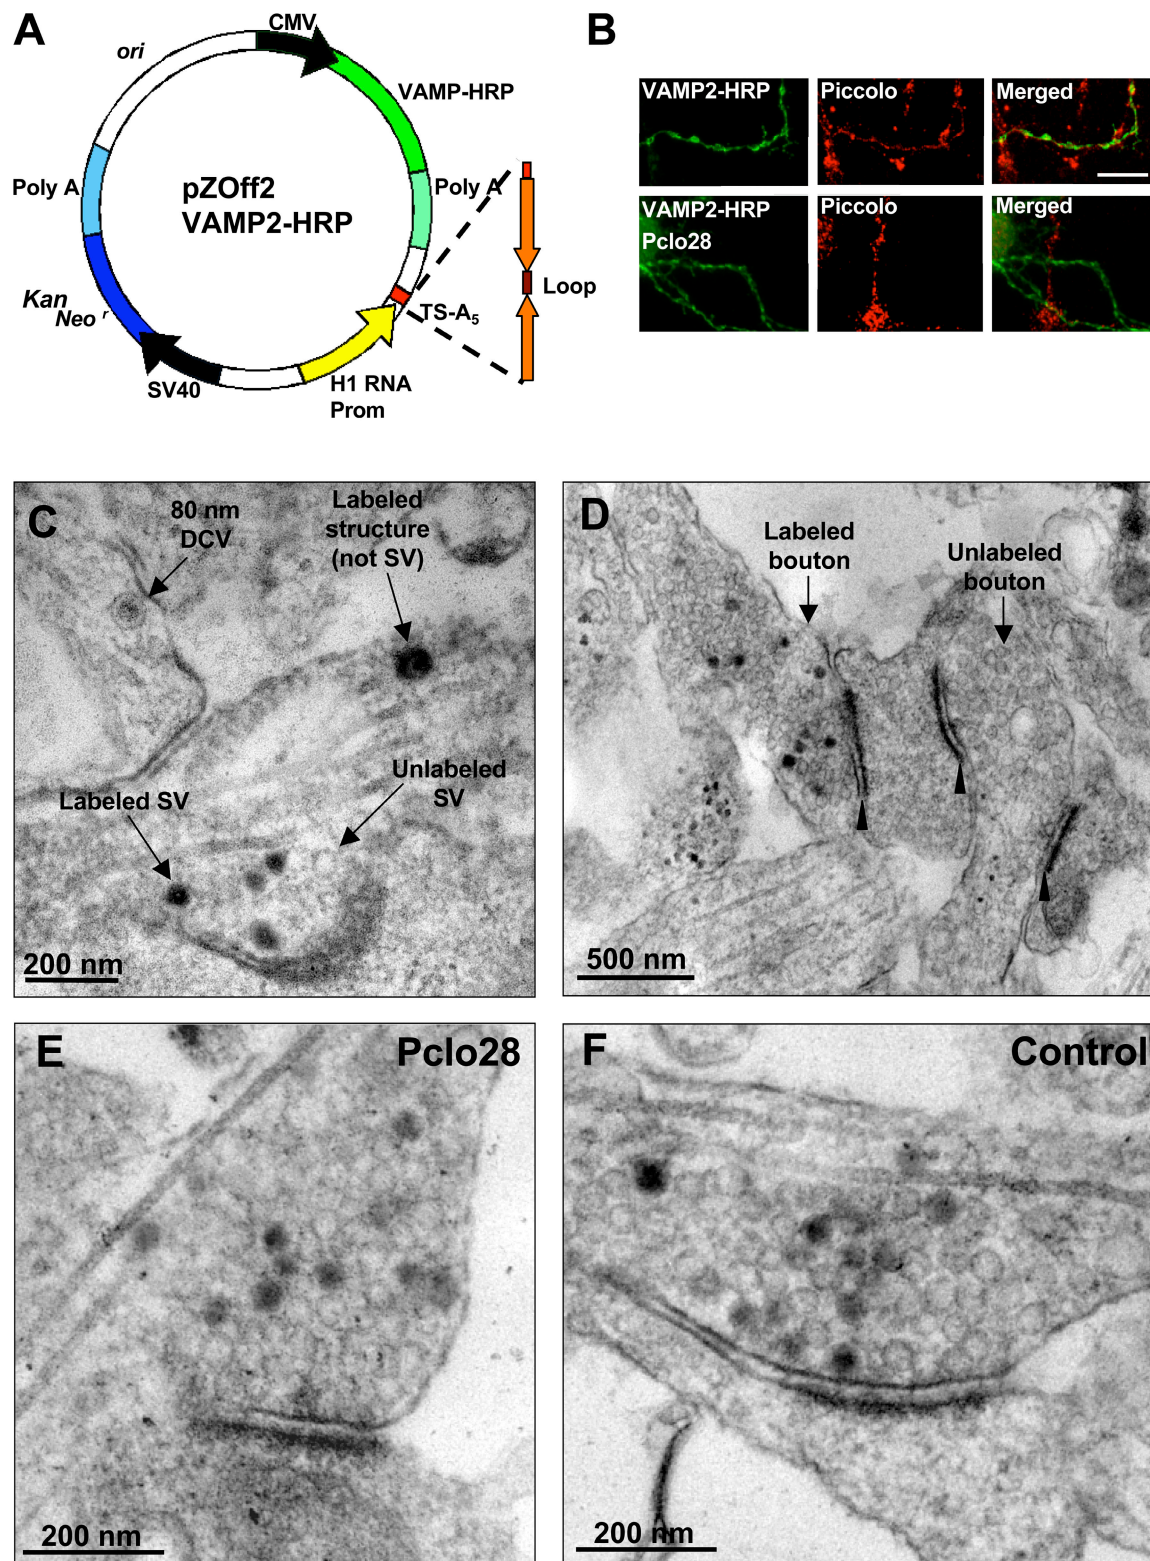 A
CMV
ori
VAMP-HRP
Poly A
pZOff2
VAMP2-HRP
Poly A
Loop
TS-A5
Kan
Neo r
SV40
H1 RNA
Prom
B
VAMP2-HRP
Piccolo
Merged
VAMP2-HRP
Pclo28
Piccolo
Merged
C
80 nm
DCV
Labeled
structure
(not SV)
Labeled SV
Unlabeled
SV
200 nm
D
Labeled
bouton
Unlabeled
bouton
500 nm
E
Pclo28
200 nm
F
Control
200 nm